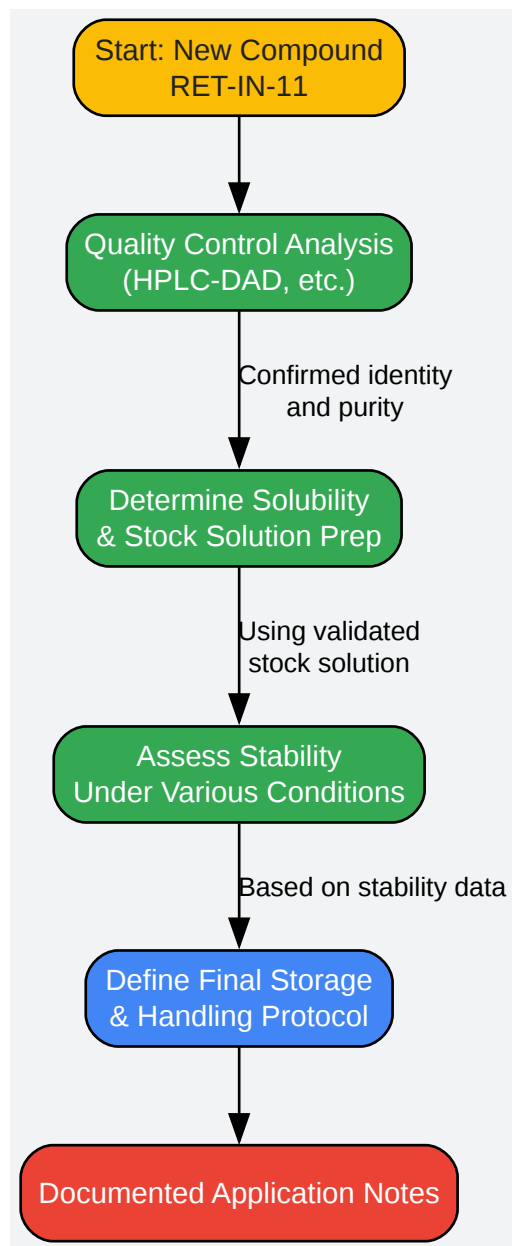 Start: New Compound
RET-IN-11
Quality Control Analysis
(HPLC-DAD, etc.)
Confirmed identity
and purity
Determine Solubility
& Stock Solution Prep
Using validated
stock solution
Assess Stability
Under Various Conditions
Based on stability data
Define Final Storage
& Handling Protocol
Documented Application Notes